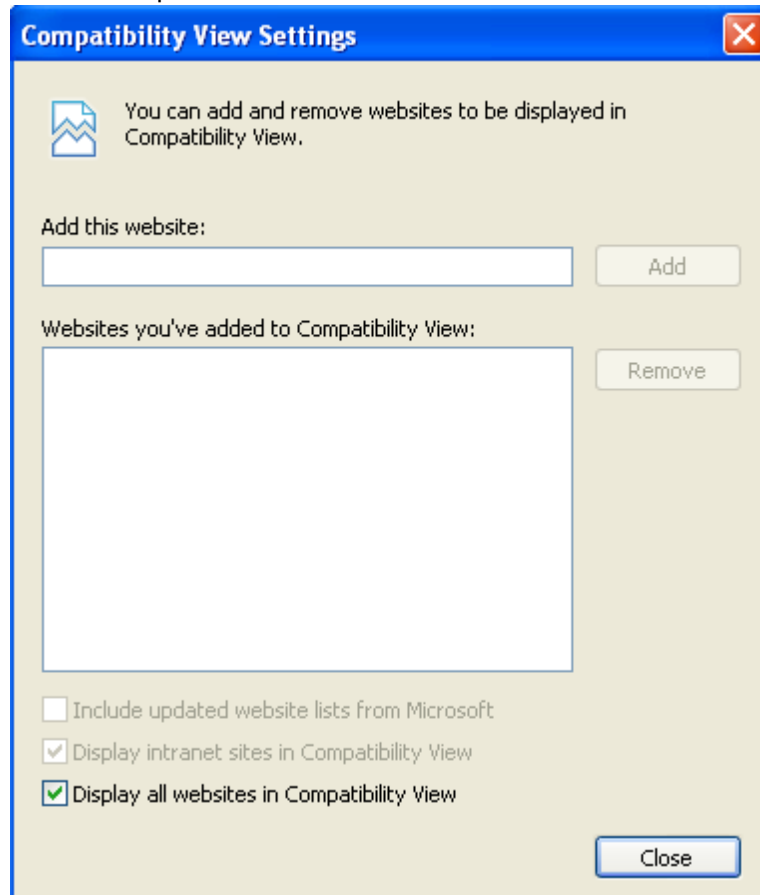 Compatibility View Settings
You can add and remove websites to be displayed in
Compatibility View.
Add this website:
Add
Websites you've added to Compatibility View:
Remove
Include updated website lists from Microsoft
Display intranet sites in Compatibility View
Display all websites in Compatibility View
Close